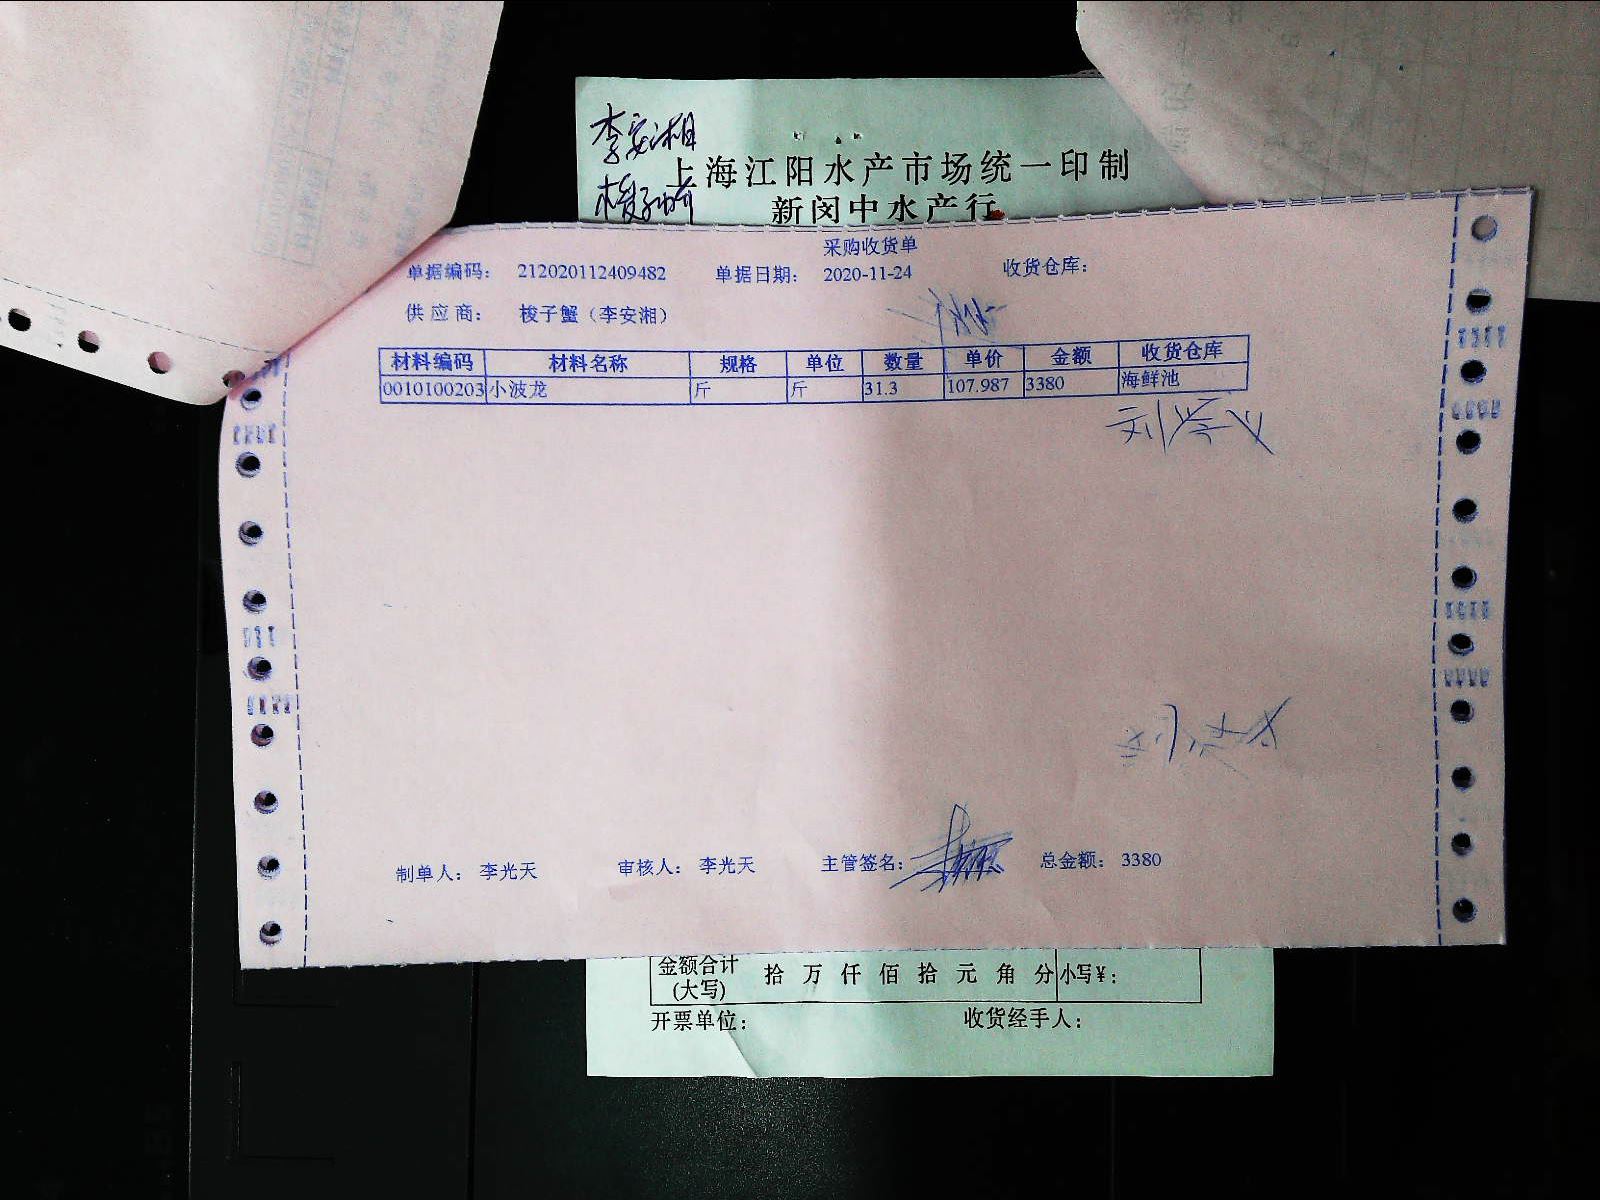 李安湘
上海江阳水产市场统一印制
梭子蟹
新闵中水产行
采购收货单
单据编码： 212020112409482 单据日期： 2020-11-24 收货仓库：
供应商： 梭子蟹（李安湘）
材料编码 材料名称 规格 单位 数量 单价 金额 收货仓库
0010100203 小波龙 斤 斤 31.3 107.987 3380 海鲜池
制单人： 李光天 审核人： 李光天 主管签名： 总金额： 3380
金额合计 拾 万 仟 佰 拾 元 角 分 小写¥：
(大写)
开票单位： 收货经手人：